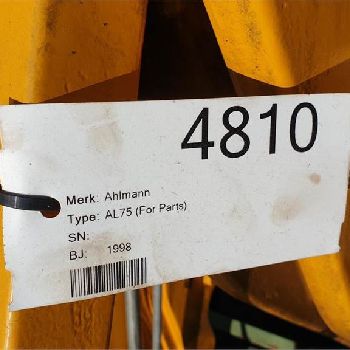 4810
Merk: Ahlmann
Type: AL75 (For Parts)
SN:
BJ: 1998